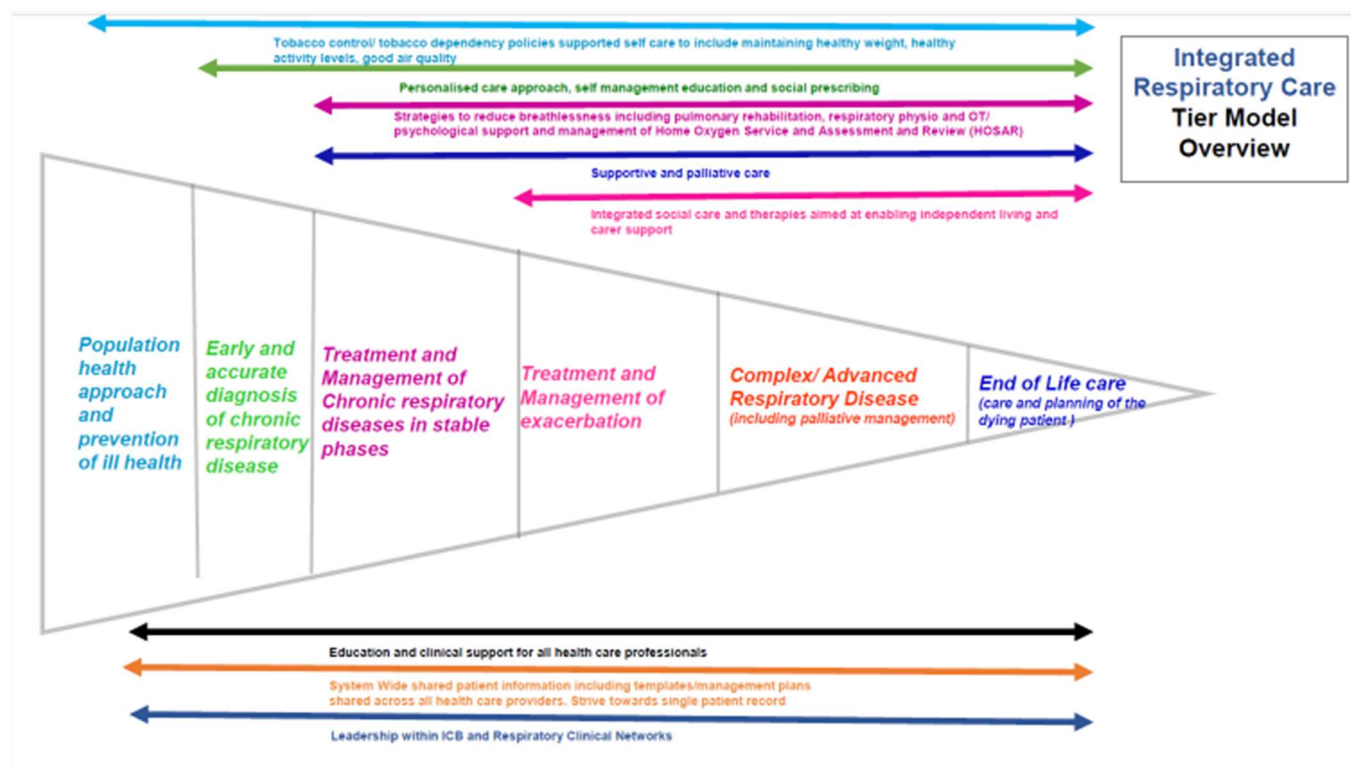 Tobacco control/ tobacco dependency policies supported self care to include maintaining healthy weight, healthy
activity levels, good air quality
Personalised care approach, self management education and social prescribing
Strategies to reduce breathlessness including pulmonary rehabilitation, respiratory physio and OT/
psychological support and management of Home Oxygen Service and Assessment and Review (HOSAR)
Supportive and palliative care
Integrated social care and therapies aimed at enabling independent living and
carer support
Integrated
Respiratory Care
Tier Model
Overview
Population
health
approach
and
prevention
of ill health
Early and
accurate
diagnosis
of chronic
respiratory
disease
Treatment and
Management of
Chronic respiratory
diseases in stable
phases
Treatment and
Management of
exacerbation
Complex/ Advanced
Respiratory Disease
(including palliative management)
End of Life care
(care and planning of the
dying patient )
Education and clinical support for all health care professionals
System Wide shared patient information including templates/management plans
shared across all health care providers. Strive towards single patient record
Leadership within ICB and Respiratory Clinical Networks